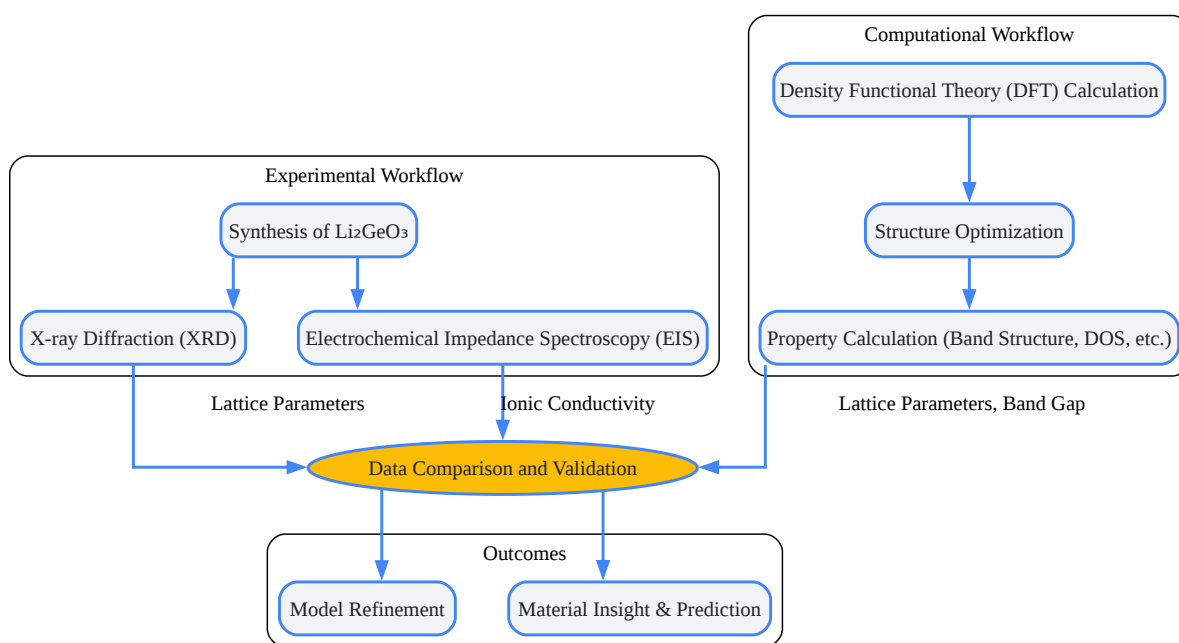 Computational Workflow
Density Functional Theory (DFT) Calculation
Experimental Workflow
Synthesis of Li₂GeO₃
Structure Optimization
X-ray Diffraction (XRD)
Electrochemical Impedance Spectroscopy (EIS)
Property Calculation (Band Structure, DOS, etc.)
Lattice Parameters
Ionic Conductivity
Lattice Parameters, Band Gap
Data Comparison and Validation
Outcomes
Model Refinement
Material Insight & Prediction